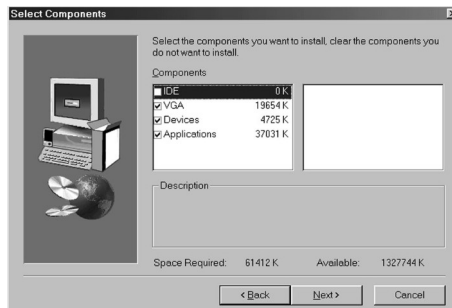 Select Components
Select the components you want to install, clear the components you
do not want to install.
Components
IDE 0 K
VGA 19654 K
Devices 4725 K
Applications 37031 K
Description
Space Required: 61412 K Available: 1327744 K
< Back Next > Cancel